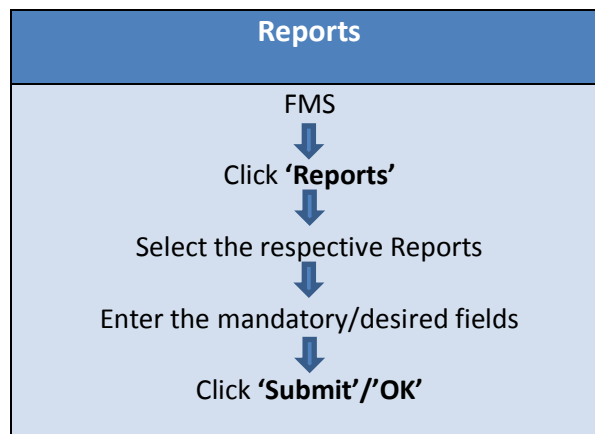 Reports
FMS
Click ‘Reports’
Select the respective Reports
Enter the mandatory/desired fields
Click ‘Submit’/’OK’